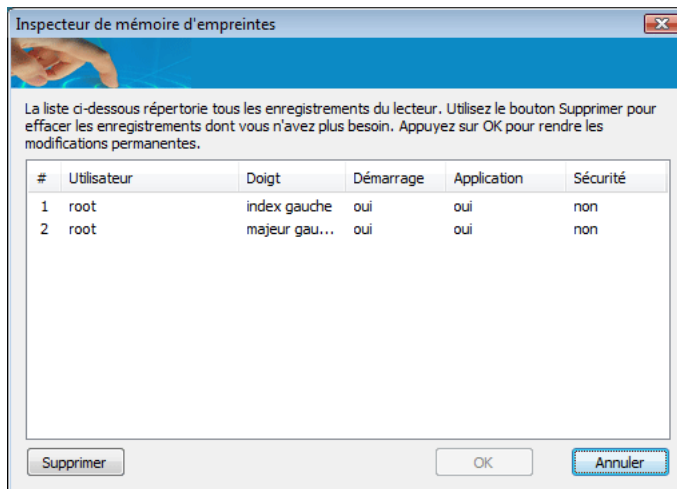 Inspecteur de mémoire d'empreintes
La liste ci-dessous répertorie tous les enregistrements du lecteur. Utilisez le bouton Supprimer pour
effacer les enregistrements dont vous n'avez plus besoin. Appuyez sur OK pour rendre les
modifications permanentes.
# Utilisateur Doigt Démarrage Application Sécurité
1 root index gauche oui oui non
2 root majeur gau... oui oui non
Supprimer OK Annuler